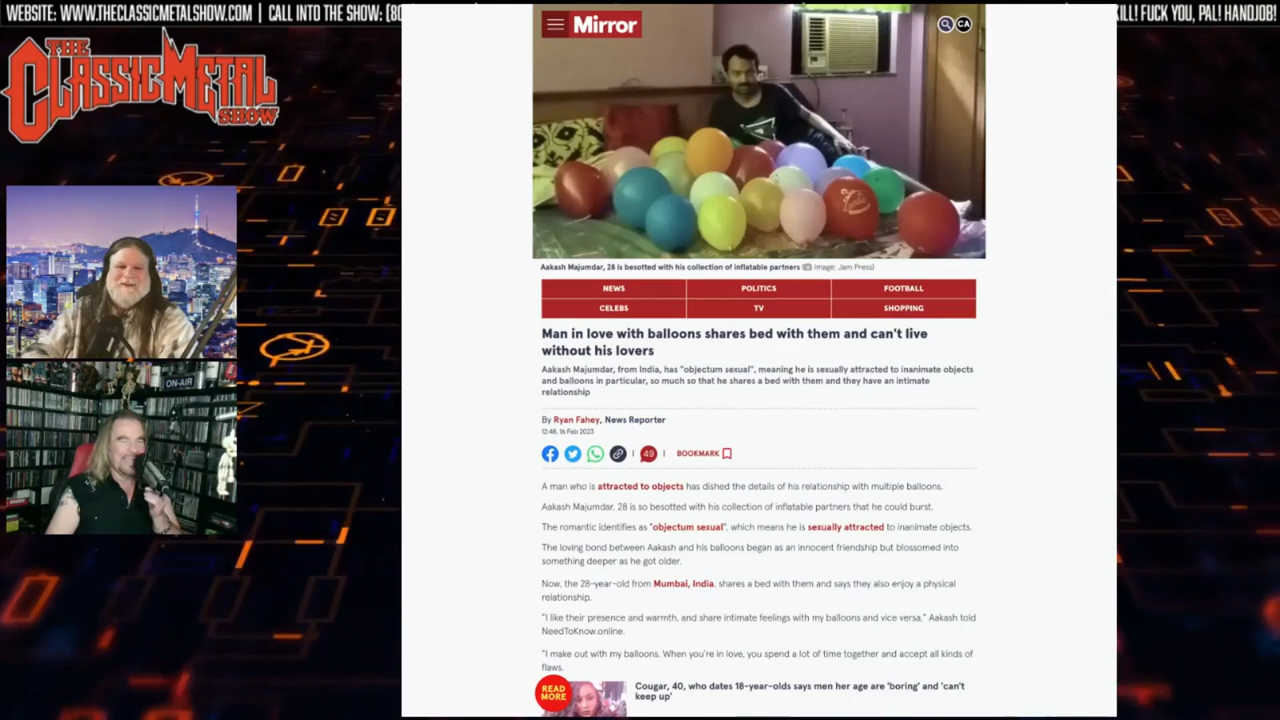 WEBSITE: WWW.THECLASSICMETALSHOW.COM | CALL INTO THE SHOW: (80
KILL! FUCK YOU, PAL! HANDJOB!
THE
CLASSIC METAL
SHOW
ON-AIR
Mirror
CA
Aakash Majumdar, 28 is besotted with his collection of inflatable partners (Image: Jam Press)
NEWS POLITICS FOOTBALL
CELEBS TV SHOPPING
Man in love with balloons shares bed with them and can't live
without his lovers
Aakash Majumdar, from India, has "objectum sexual", meaning he is sexually attracted to inanimate objects
and balloons in particular, so much so that he shares a bed with them and they have an intimate
relationship
By Ryan Fahey, News Reporter
12:48, 16 Feb 2023
49 | BOOKMARK
A man who is attracted to objects has dished the details of his relationship with multiple balloons.
Aakash Majumdar, 28 is so besotted with his collection of inflatable partners that he could burst.
The romantic identifies as "objectum sexual", which means he is sexually attracted to inanimate objects.
The loving bond between Aakash and his balloons began as an innocent friendship but blossomed into
something deeper as he got older.
Now, the 28-year-old from Mumbai, India, shares a bed with them and says they also enjoy a physical
relationship.
"I like their presence and warmth, and share intimate feelings with my balloons and vice versa," Aakash told
NeedToKnow.online.
"I make out with my balloons. When you're in love, you spend a lot of time together and accept all kinds of
flaws.
READ
MORE
Cougar, 40, who dates 18-year-olds says men her age are 'boring' and 'can't
keep up'